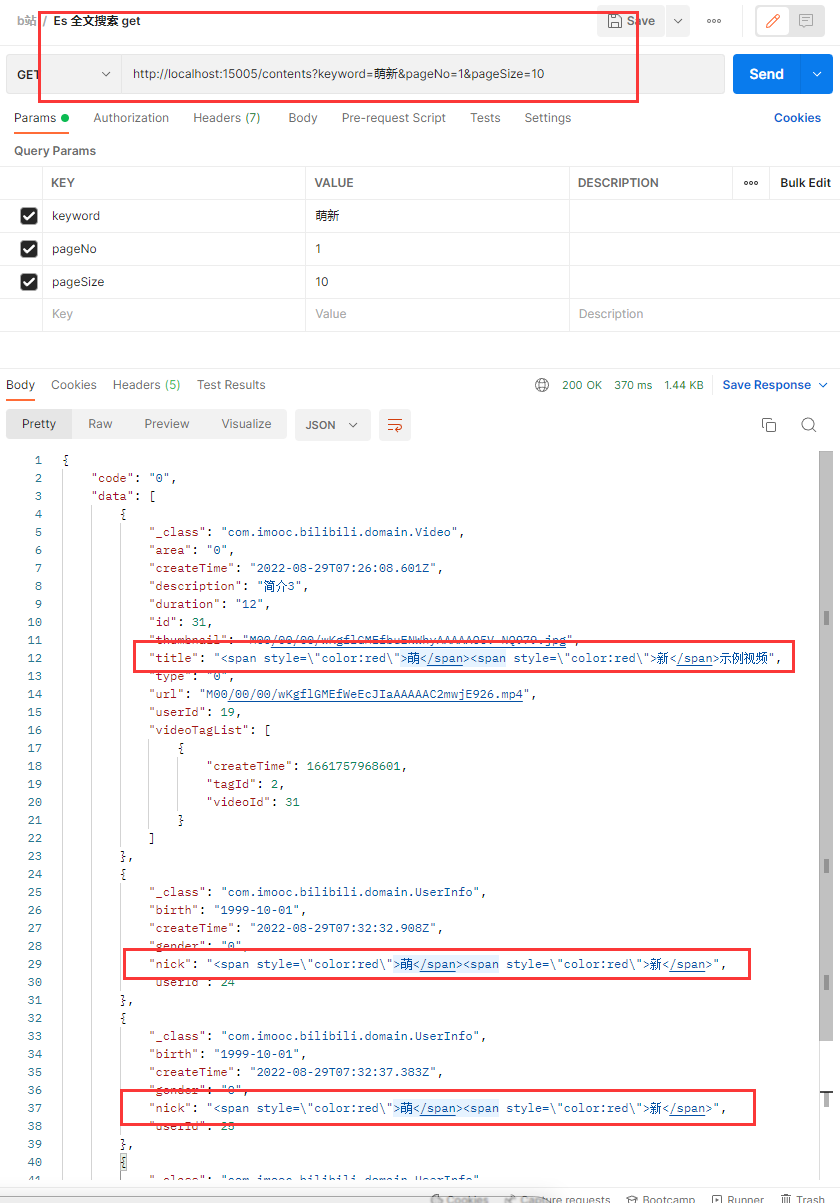 b站 / Es 全文搜索 get Save
GET http://localhost:15005/contents?keyword=萌新&pageNo=1&pageSize=10 Send
Params Authorization Headers (7) Body Pre-request Script Tests Settings Cookies
Query Params
KEY VALUE DESCRIPTION Bulk Edit
keyword 萌新
pageNo 1
pageSize 10
Key Value Description
Body Cookies Headers (5) Test Results 200 OK 370 ms 1.44 KB Save Response
Pretty Raw Preview Visualize JSON
1 {
2 "code": "0",
3 "data": [
4 {
5 "_class": "com.imooc.bilibili.domain.Video",
6 "area": "0",
7 "createTime": "2022-08-29T07:26:08.601Z",
8 "description": "简介3",
9 "duration": "12",
10 "id": 31,
11 "thumbnail":
12 "title": "<span style=\"color:red\">萌</span><span style=\"color:red\">新</span>示例视频",
13 "type": "0",
14 "url": "M00/00/00/wKgflGMEfWeEcJIaAAAAAC2mwjE926.mp4",
15 "userId": 19,
16 "videoTagList": [
17 {
18 "createTime": 1661757968601,
19 "tagId": 2,
20 "videoId": 31
21 }
22 ]
23 },
24 {
25 "_class": "com.imooc.bilibili.domain.UserInfo",
26 "birth": "1999-10-01",
27 "createTime": "2022-08-29T07:32:32.908Z",
28 "gender": "0",
29 "nick": "<span style=\"color:red\">萌</span><span style=\"color:red\">新</span>",
30 "userId": 24
31 },
32 {
33 "_class": "com.imooc.bilibili.domain.UserInfo",
34 "birth": "1999-10-01",
35 "createTime": "2022-08-29T07:32:37.383Z",
36 "gender": "0",
37 "nick": "<span style=\"color:red\">萌</span><span style=\"color:red\">新</span>",
38 "userId": 25
39 },
40 {
41 "_class": "com.imooc.bilibili.domain.UserInfo",
Cookies Capture requests Bootcamp Runner Trash